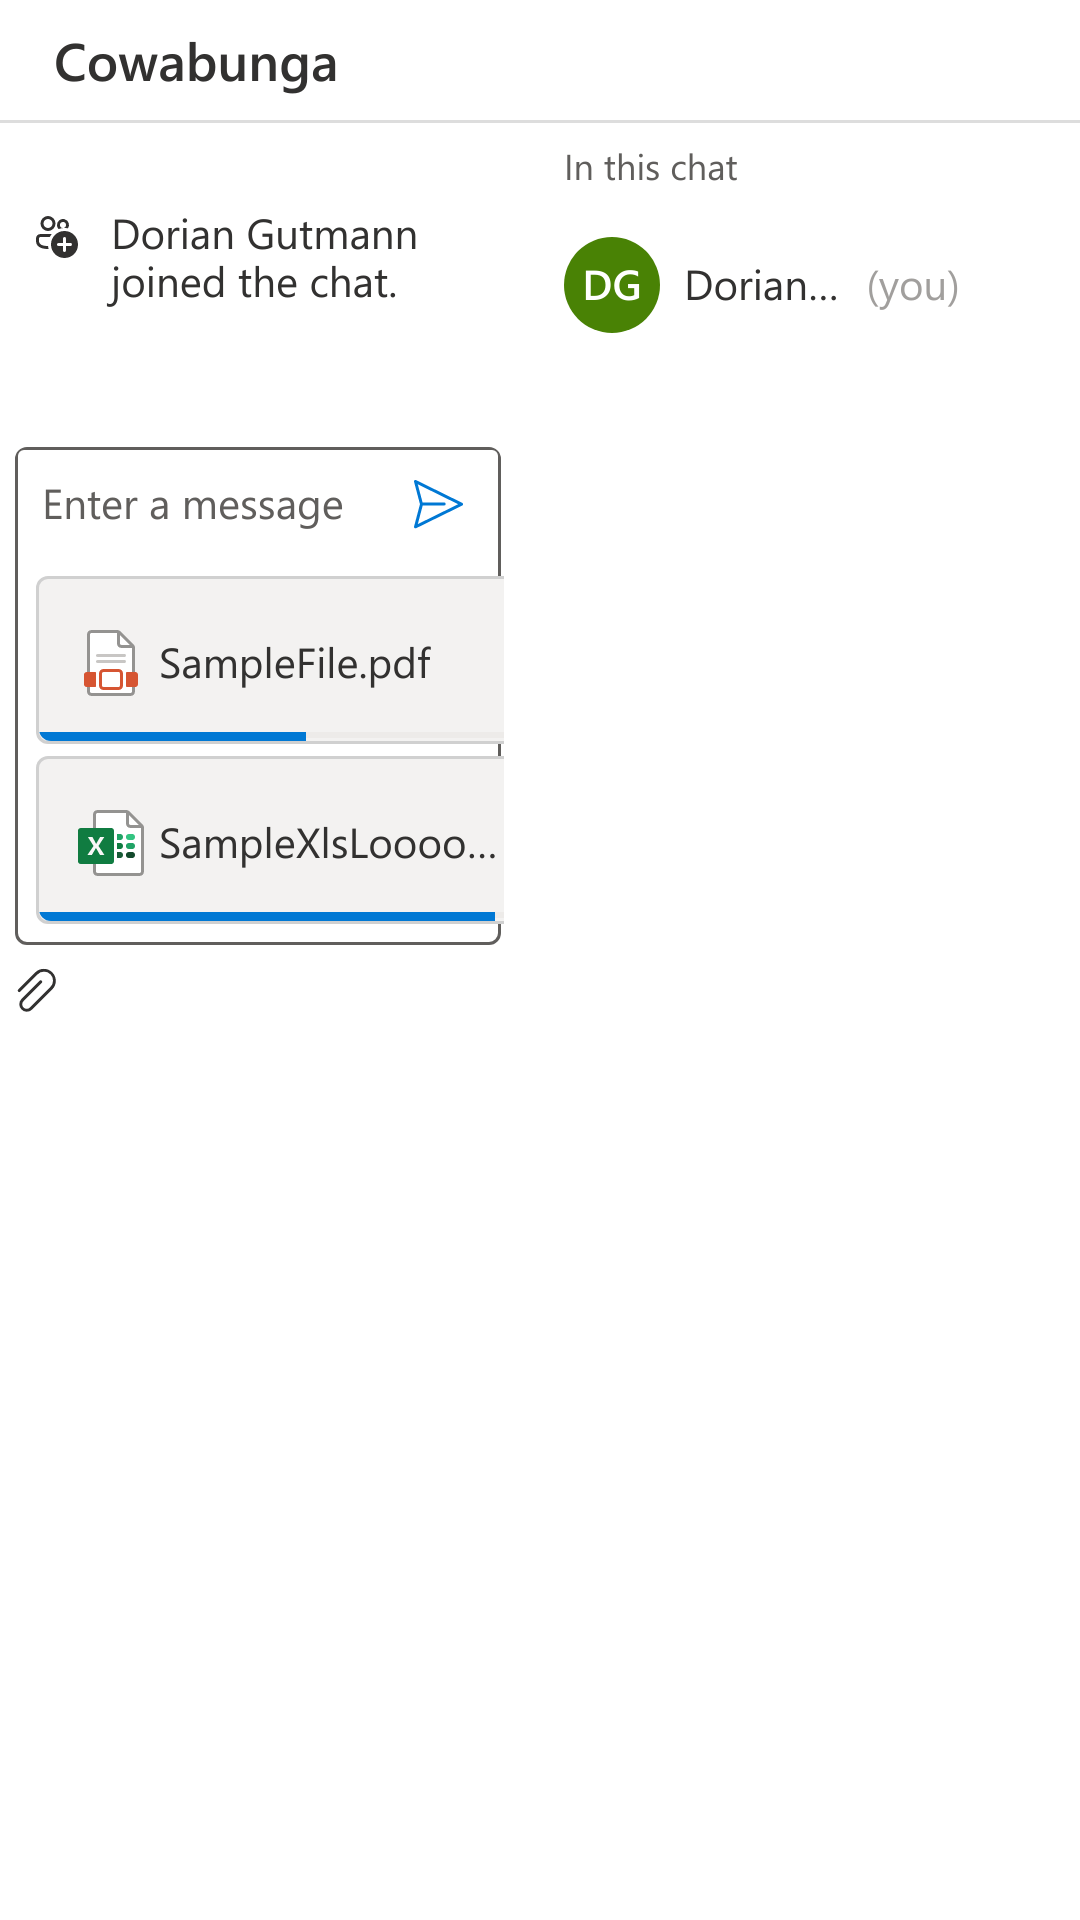 Cowabunga
In this chat
Dorian Gutmann
joined the chat.
DG
Dorian... (you)
Enter a message
SampleFile.pdf
X
SampleXlsLoooo...